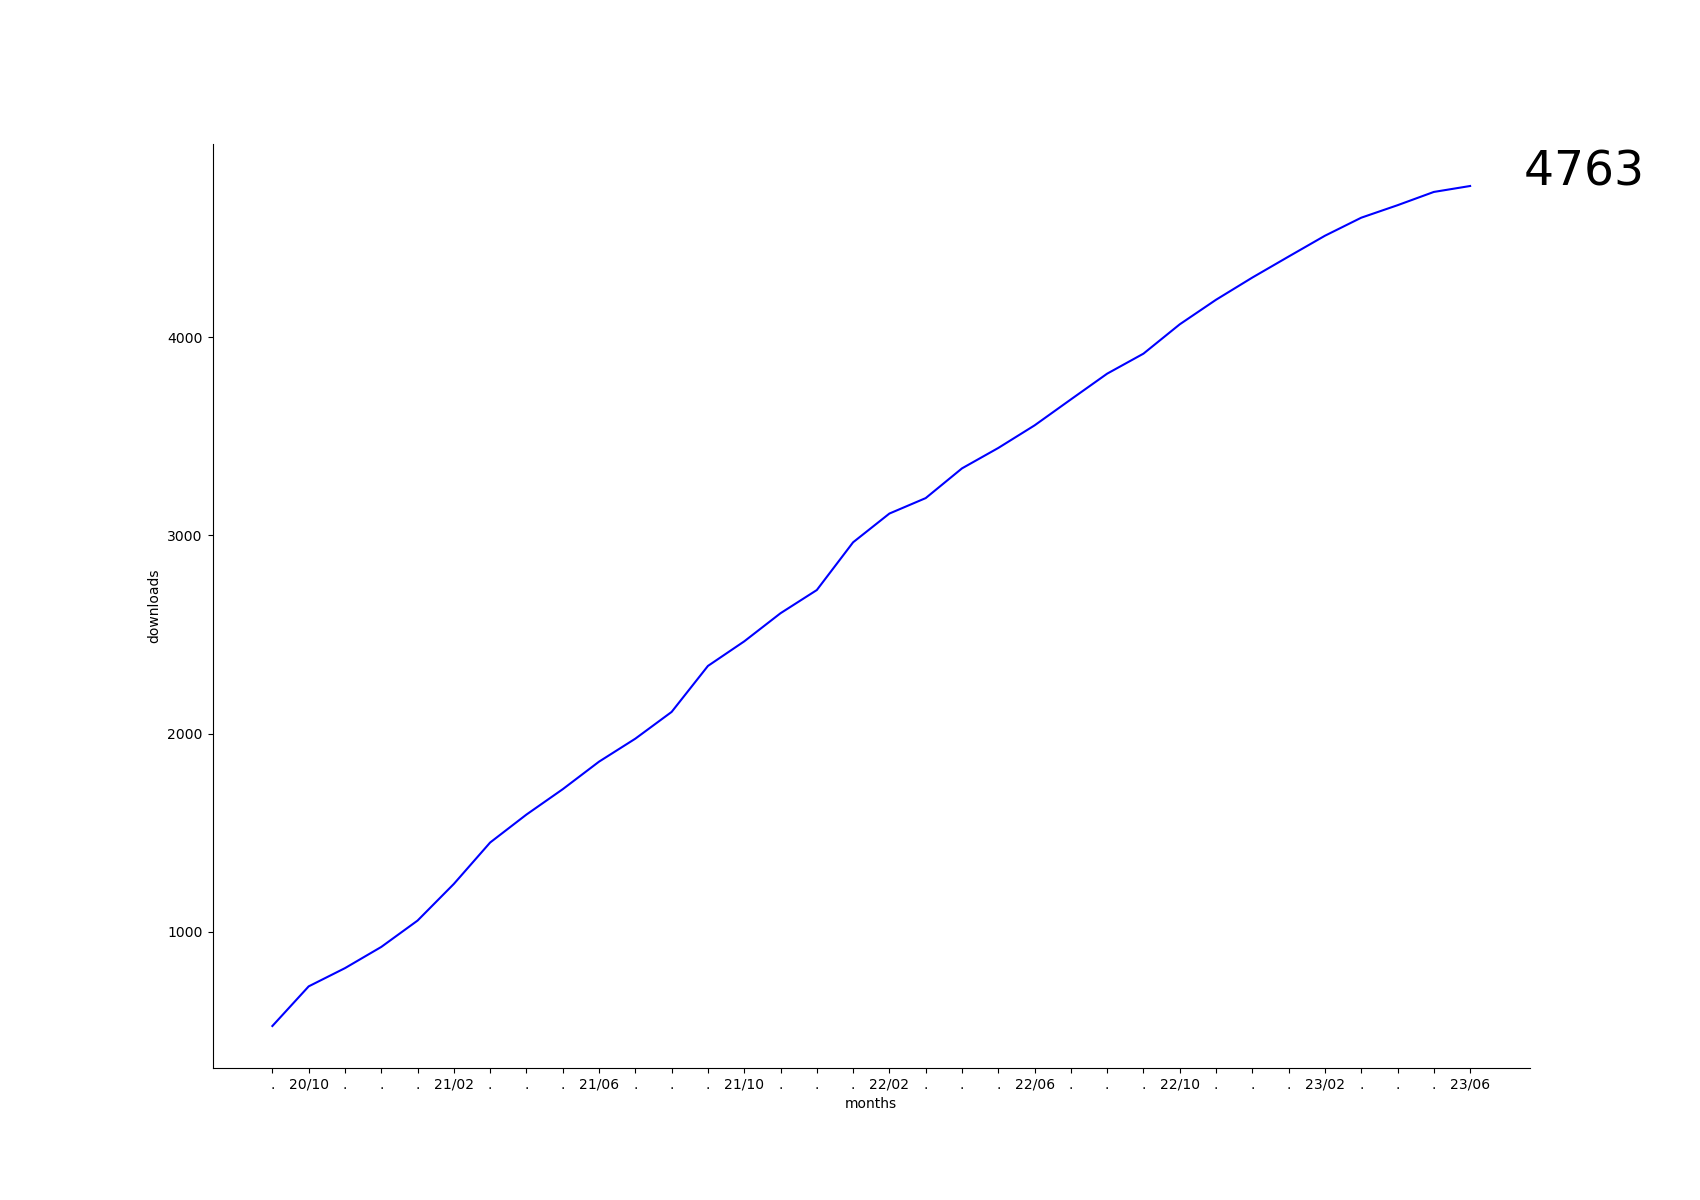 4763
4000
3000
2000
1000
downloads
. 20/10 . . . 21/02 . . . 21/06 . . . 21/10 . . . 22/02 . . . 22/06 . . . 22/10 . . . 23/02 . . . 23/06
months